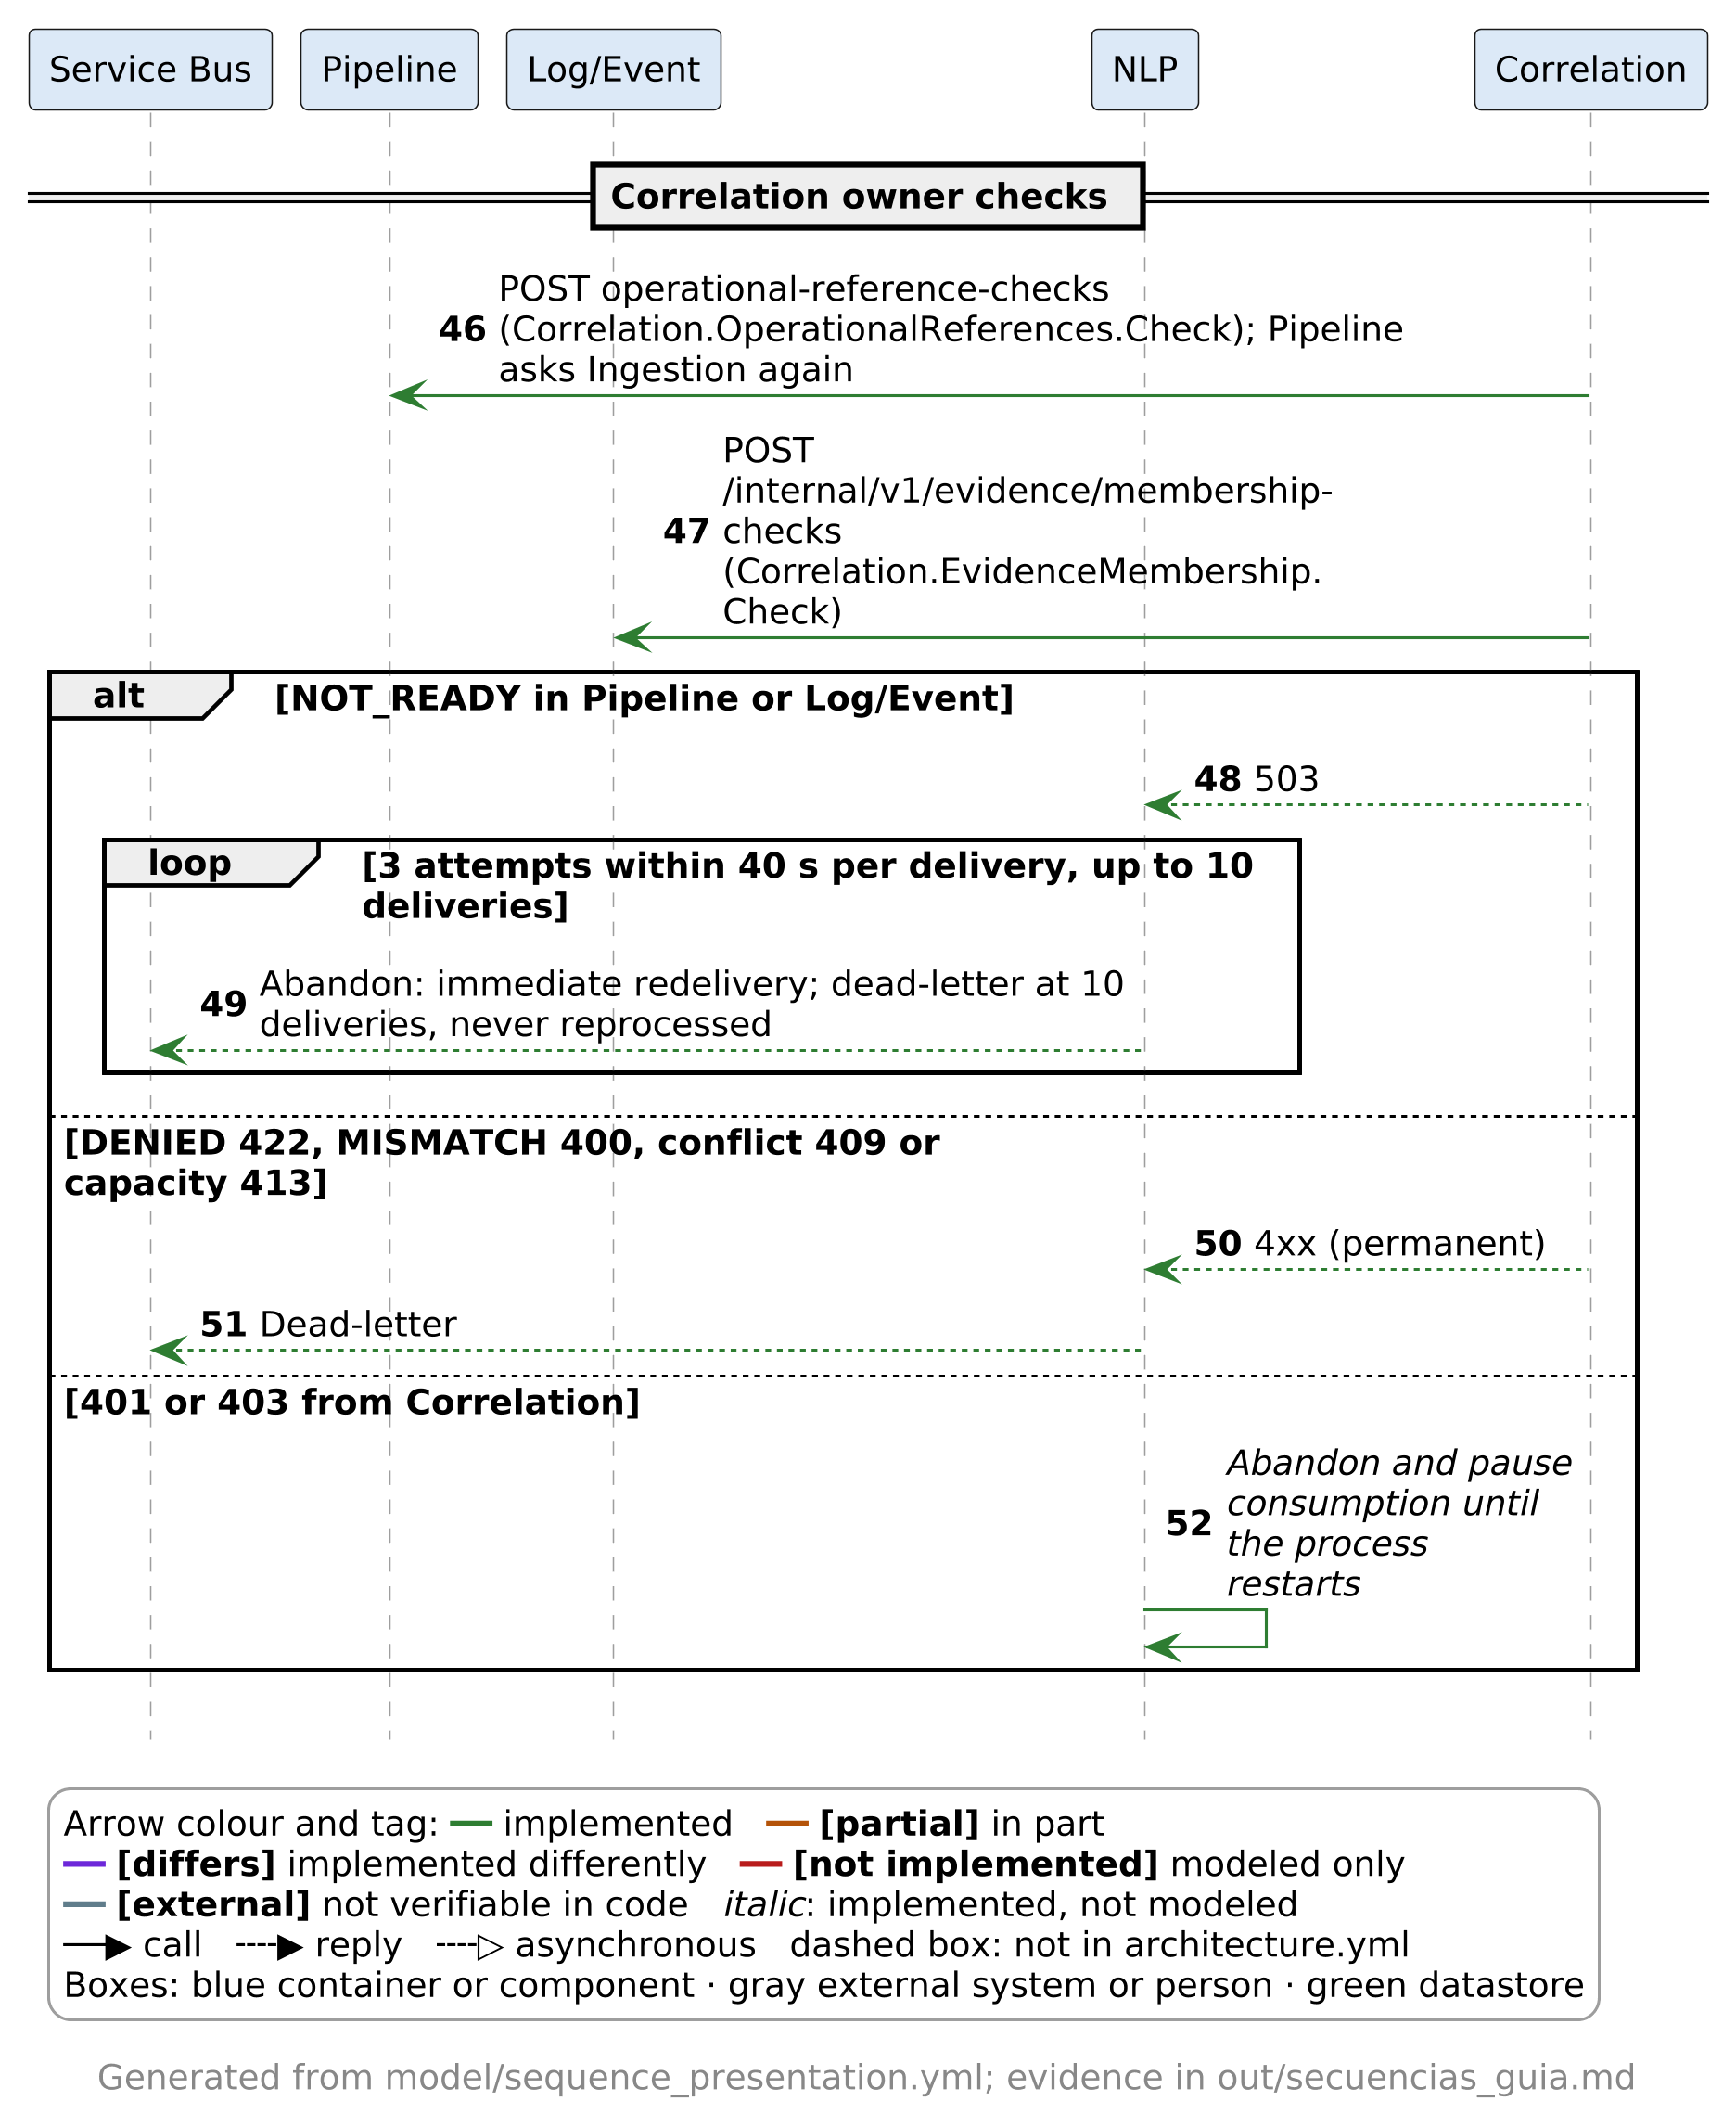 Service Bus
Pipeline
Log/Event
NLP
Correlation
Correlation owner checks
POST operational-reference-checks
46 (Correlation.OperationalReferences.Check); Pipeline
asks Ingestion again
POST
/internal/v1/evidence/membership-
47 checks
(Correlation.EvidenceMembership.
Check)
alt [NOT_READY in Pipeline or Log/Event]
48 503
loop [3 attempts within 40 s per delivery, up to 10
deliveries]
49 Abandon: immediate redelivery; dead-letter at 10
deliveries, never reprocessed
[DENIED 422, MISMATCH 400, conflict 409 or
capacity 413]
50 4xx (permanent)
51 Dead-letter
[401 or 403 from Correlation]
Abandon and pause
consumption until
52 the process
restarts
Arrow colour and tag: implemented [partial] in part
[differs] implemented differently [not implemented] modeled only
[external] not verifiable in code italic: implemented, not modeled
call reply asynchronous dashed box: not in architecture.yml
Boxes: blue container or component · gray external system or person · green datastore
Generated from model/sequence_presentation.yml; evidence in out/secuencias_guia.md